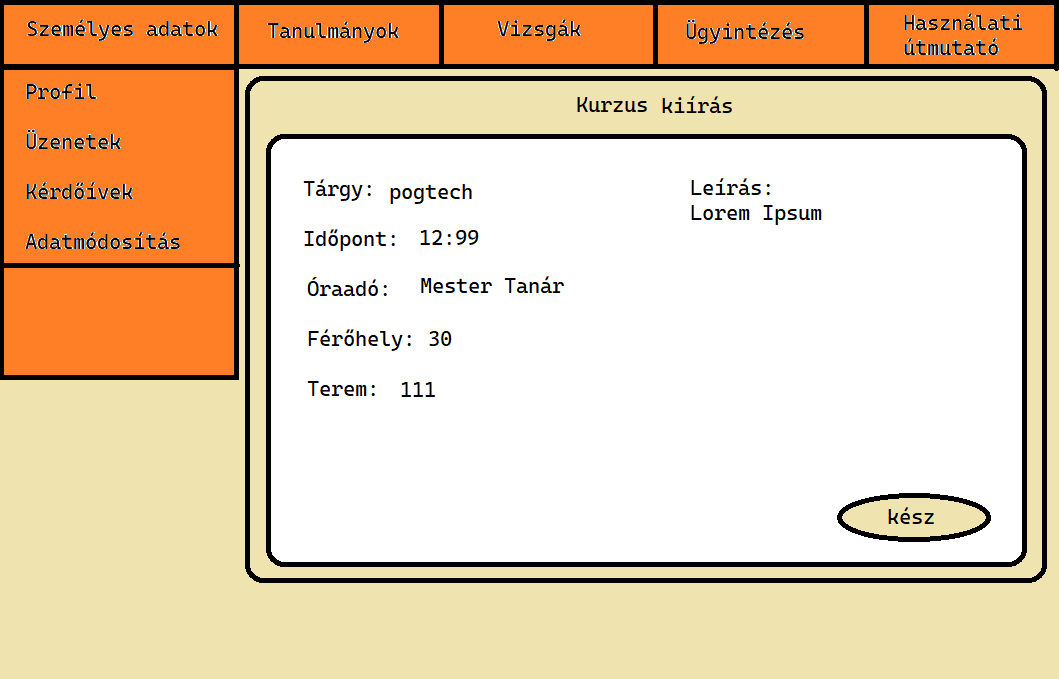 Személyes adatok
Tanulmányok
Vizsgák
Ügyintézés
Használati
útmutató
Profil
Üzenetek
Kérdőívek
Adatmódosítás
Kurzus kiírás
Tárgy: pogtech
Időpont: 12:99
Óraadó: Mester Tanár
Férőhely: 30
Terem: 111
Leírás:
Lorem Ipsum
kész